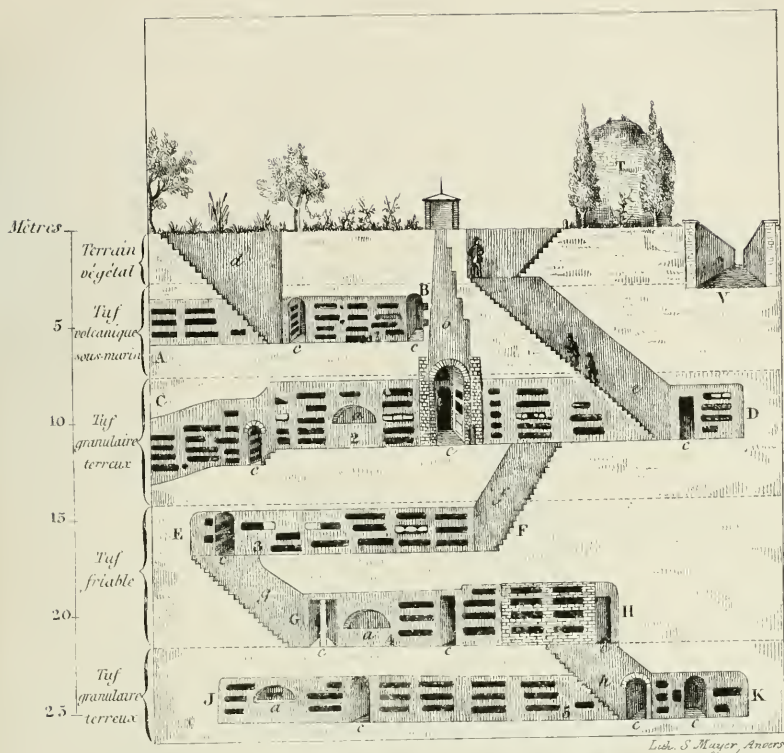 T
Mètres
Terrain
végétal
d
V
B
Tuf
volcanique
sous-marin
5
o
A
c
c
C
e
D
10
Tuf
granulaire
terreux
a
2
c
c
c
f
15
E
3
F
c
Tuf
friable
g
G
H
20
a
4
c
c
Tuf
granulaire
terreux
h
J
K
a
5
25
c
c
c
Lith. S Mayer, Anvers